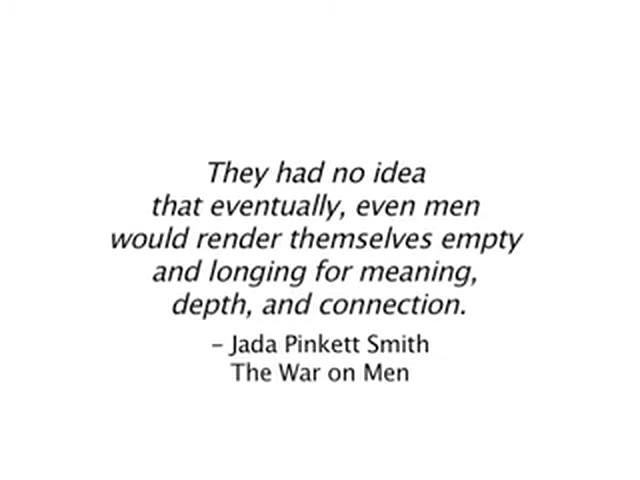 They had no idea
that eventually, even men
would render themselves empty
and longing for meaning,
depth, and connection.
– Jada Pinkett Smith
The War on Men